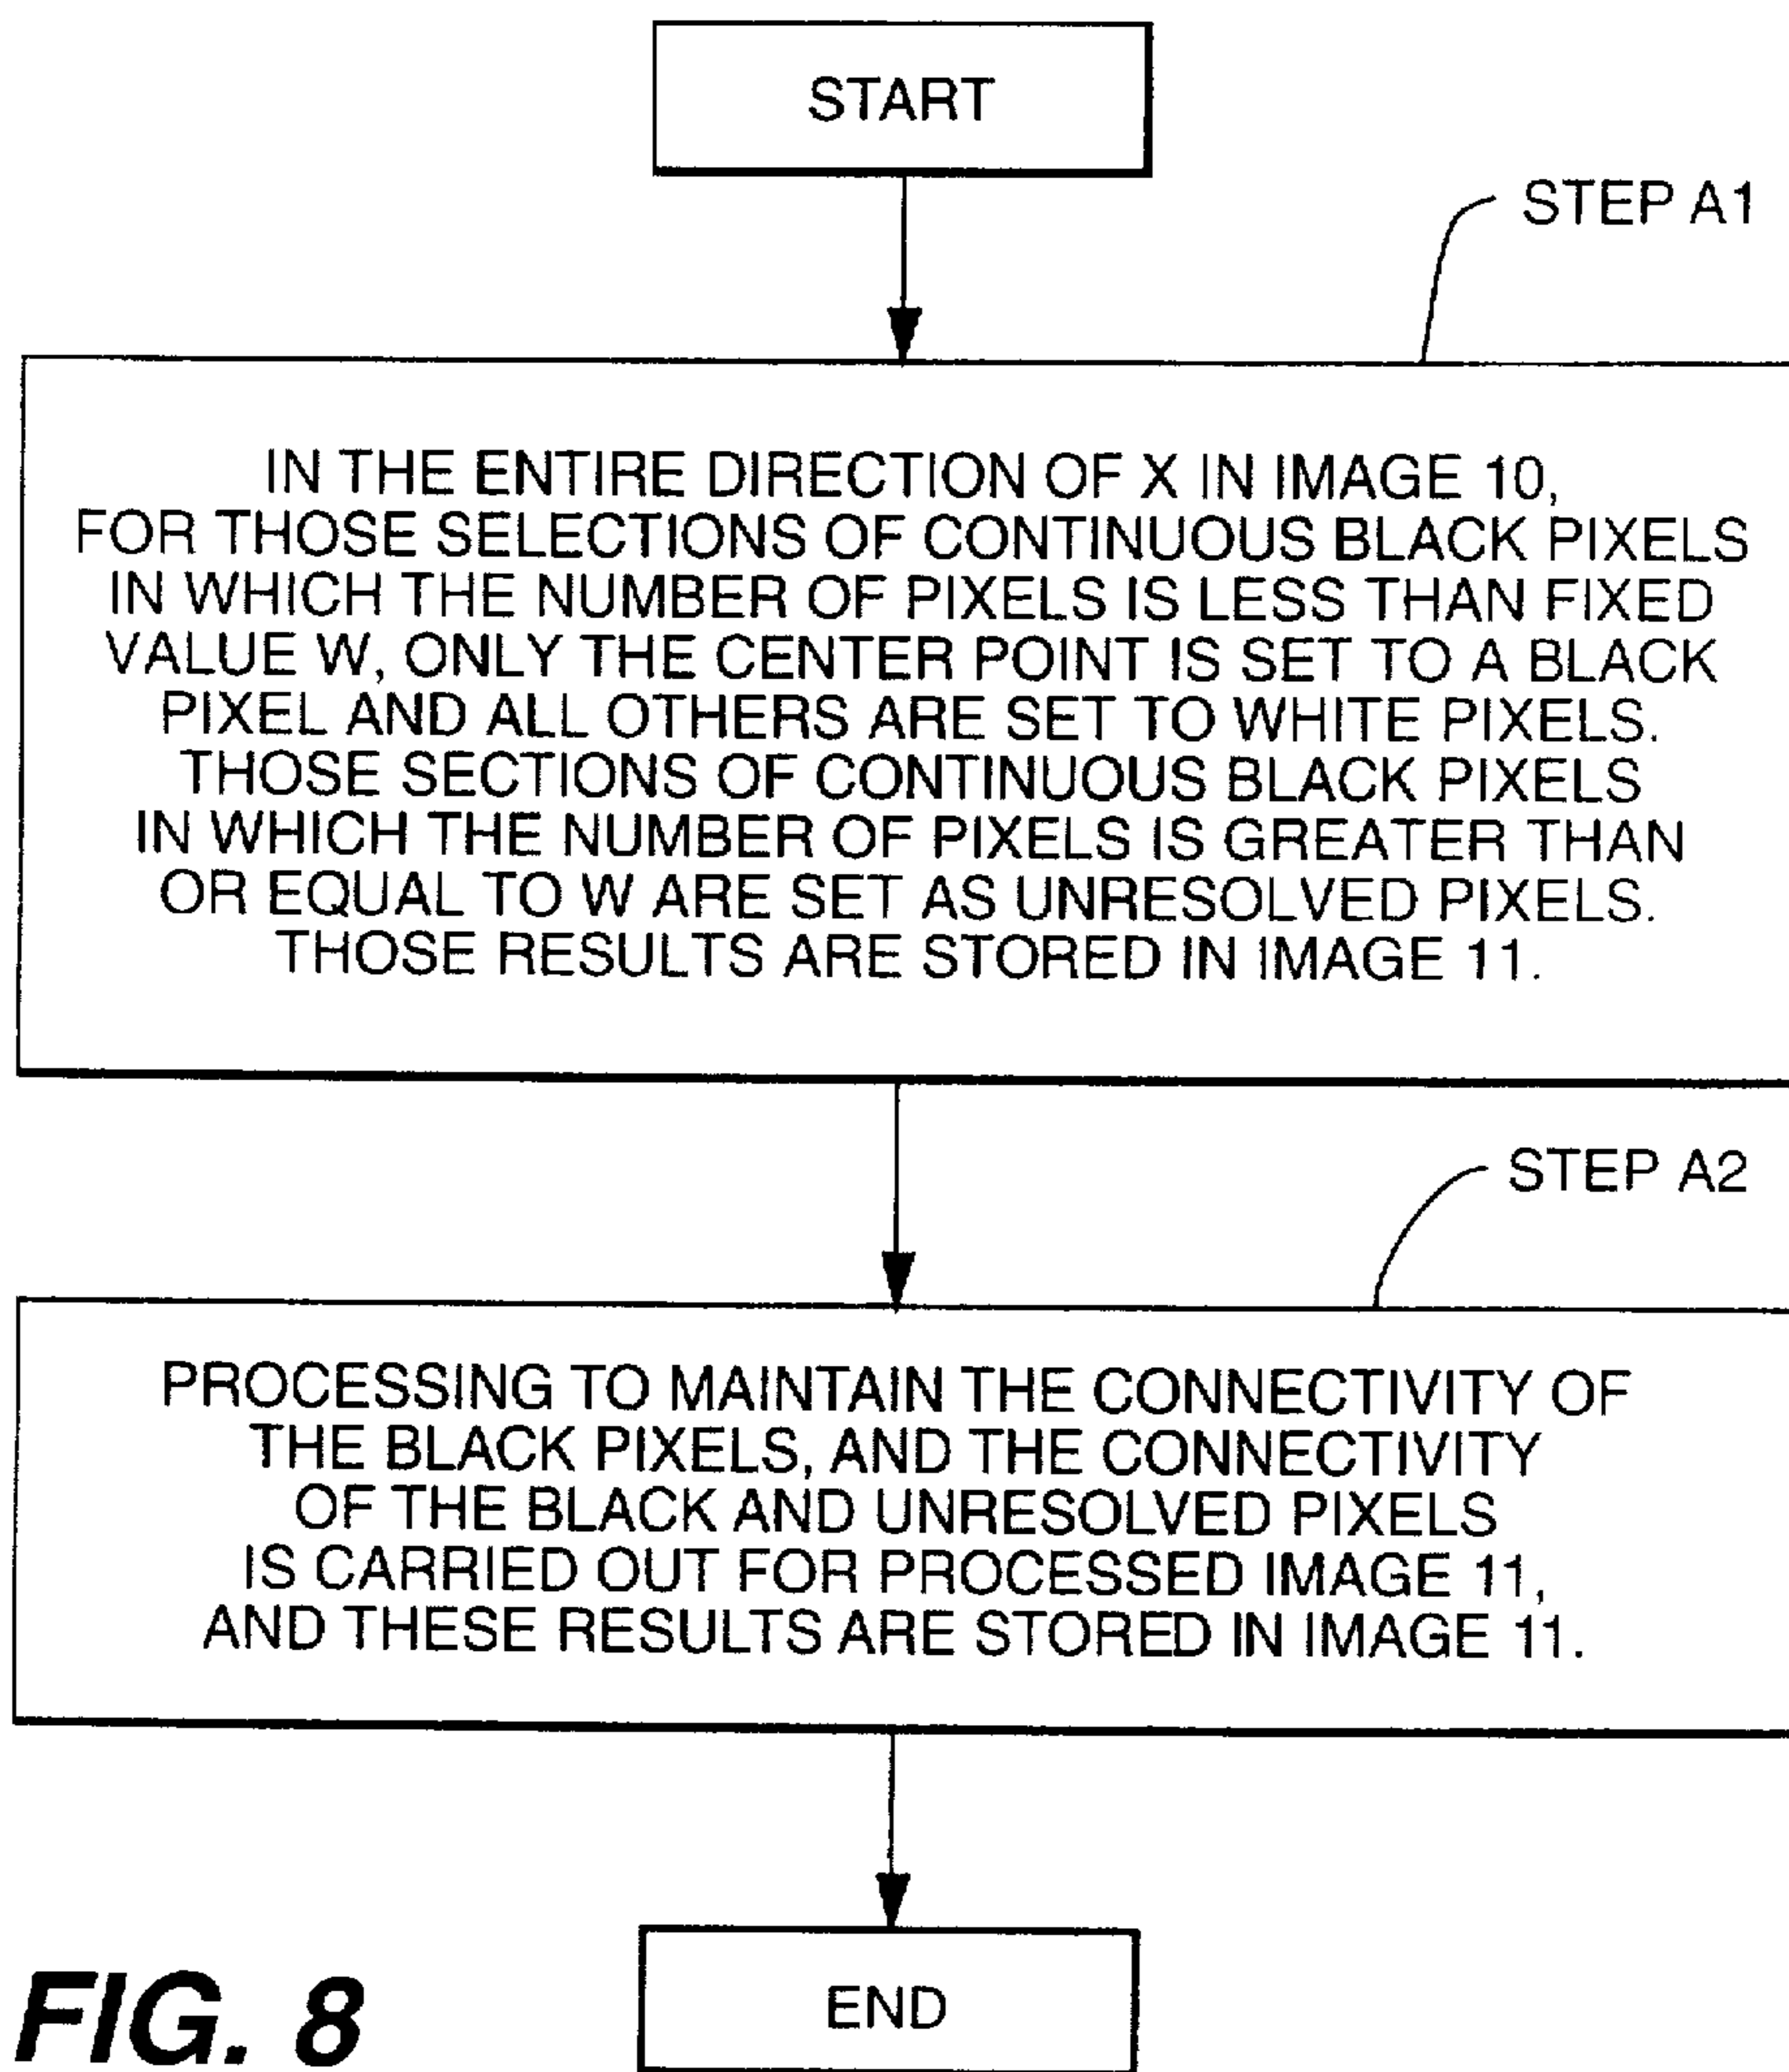 START
STEP A1
IN THE ENTIRE DIRECTION OF X IN IMAGE 10,
FOR THOSE SELECTIONS OF CONTINUOUS BLACK PIXELS
IN WHICH THE NUMBER OF PIXELS IS LESS THAN FIXED
VALUE W, ONLY THE CENTER POINT IS SET TO A BLACK
PIXEL AND ALL OTHERS ARE SET TO WHITE PIXELS.
THOSE SECTIONS OF CONTINUOUS BLACK PIXELS
IN WHICH THE NUMBER OF PIXELS IS GREATER THAN
OR EQUAL TO W ARE SET AS UNRESOLVED PIXELS.
THOSE RESULTS ARE STORED IN IMAGE 11.
STEP A2
PROCESSING TO MAINTAIN THE CONNECTIVITY OF
THE BLACK PIXELS, AND THE CONNECTIVITY
OF THE BLACK AND UNRESOLVED PIXELS
IS CARRIED OUT FOR PROCESSED IMAGE 11,
AND THESE RESULTS ARE STORED IN IMAGE 11.
END
FIG. 8